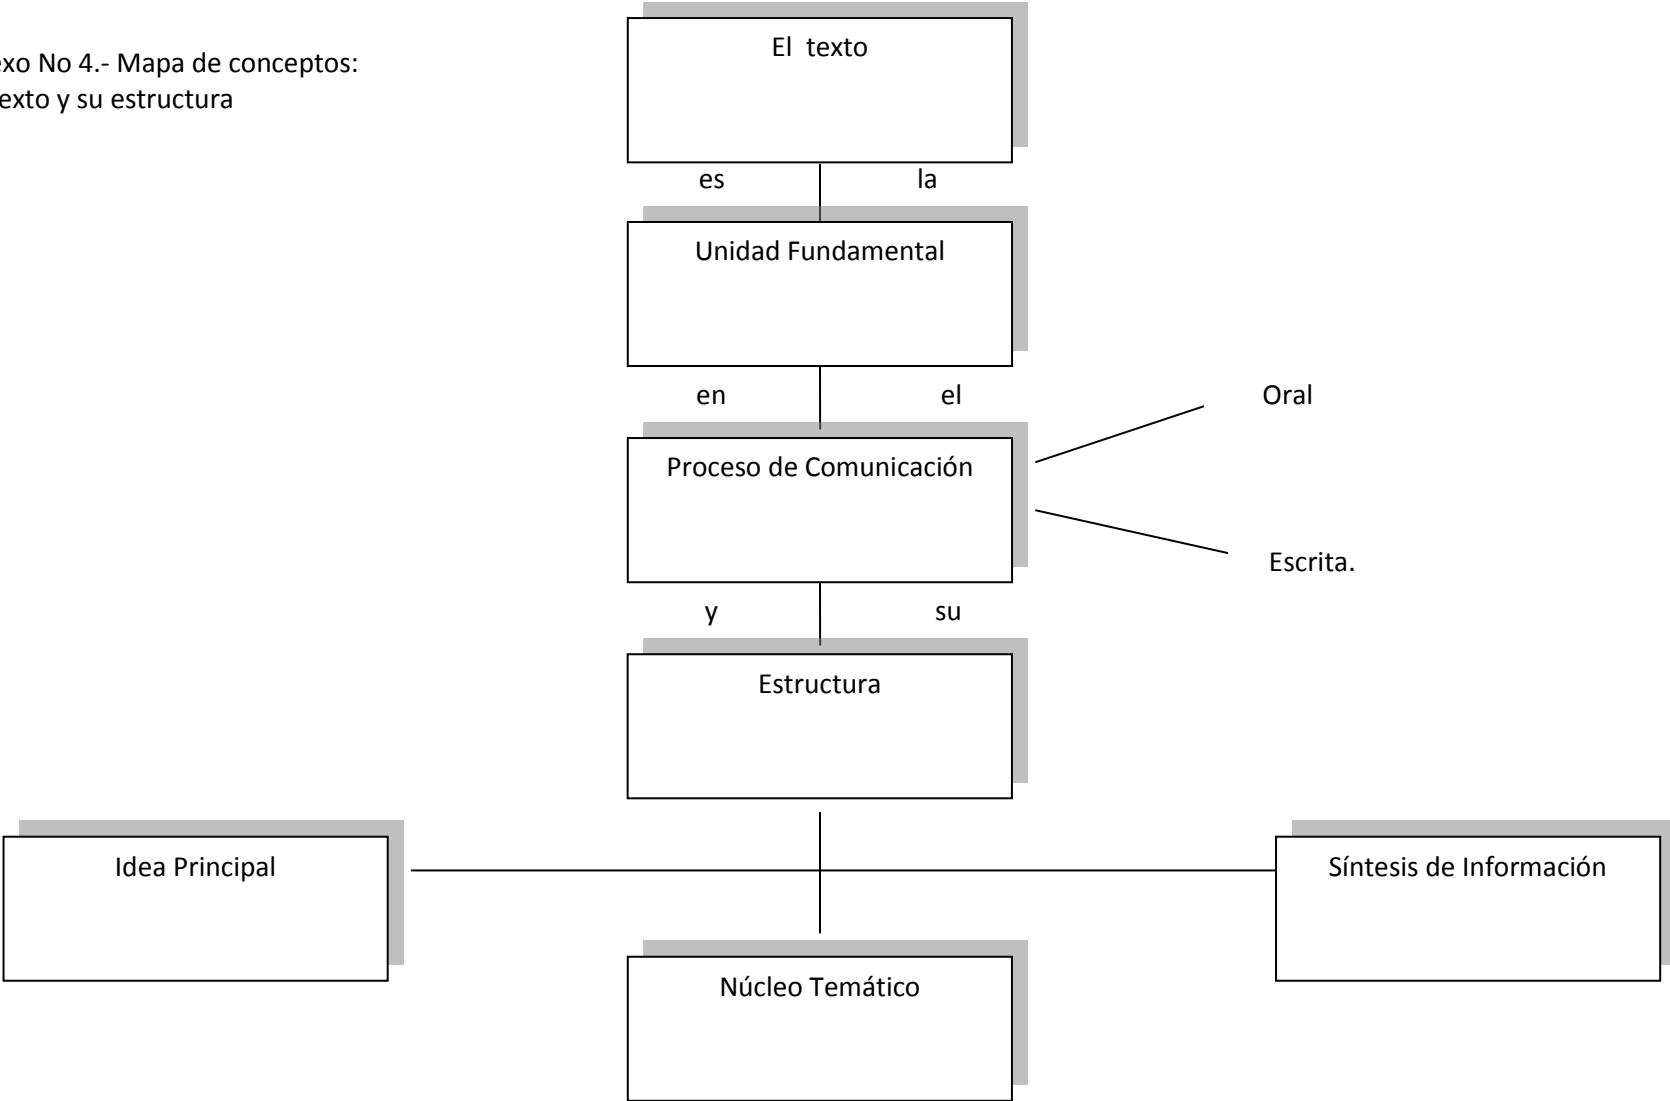 exo No 4.- Mapa de conceptos:
texto y su estructura
El texto
es la
Unidad Fundamental
en el
Oral
Proceso de Comunicación
Escrita.
y su
Estructura
Idea Principal
Síntesis de Información
Núcleo Temático